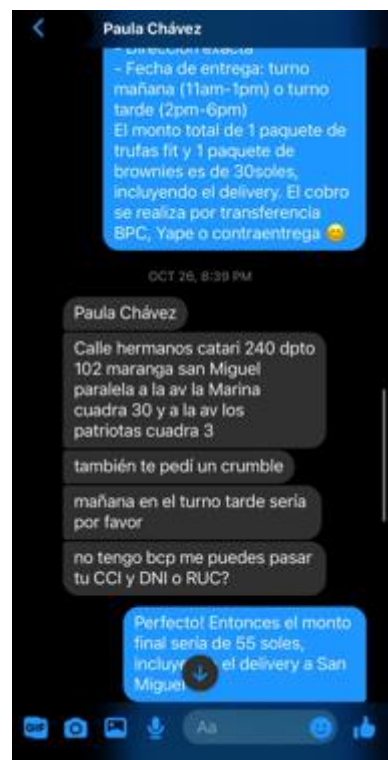 Paula Chávez
- Dirección exacta
- Fecha de entrega: turno
mañana (11am-1pm) o turno
tarde (2pm-6pm)
El monto total de 1 paquete de
trufas fit y 1 paquete de
brownies es de 30soles,
incluyendo el delivery. El cobro
se realiza por transferencia
BPC, Yape o contraentrega 😊
OCT 26, 8:39 PM
Paula Chávez
Calle hermanos catari 240 dpto
102 maranga san Miguel
paralela a la av la Marina
cuadra 30 y a la av los
patriotas cuadra 3
también te pedí un crumble
mañana en el turno tarde sería
por favor
no tengo bcp me puedes pasar
tu CCI y DNI o RUC?
Perfecto! Entonces el monto
final seria de 55 soles,
el delivery a San
GIF
Aa